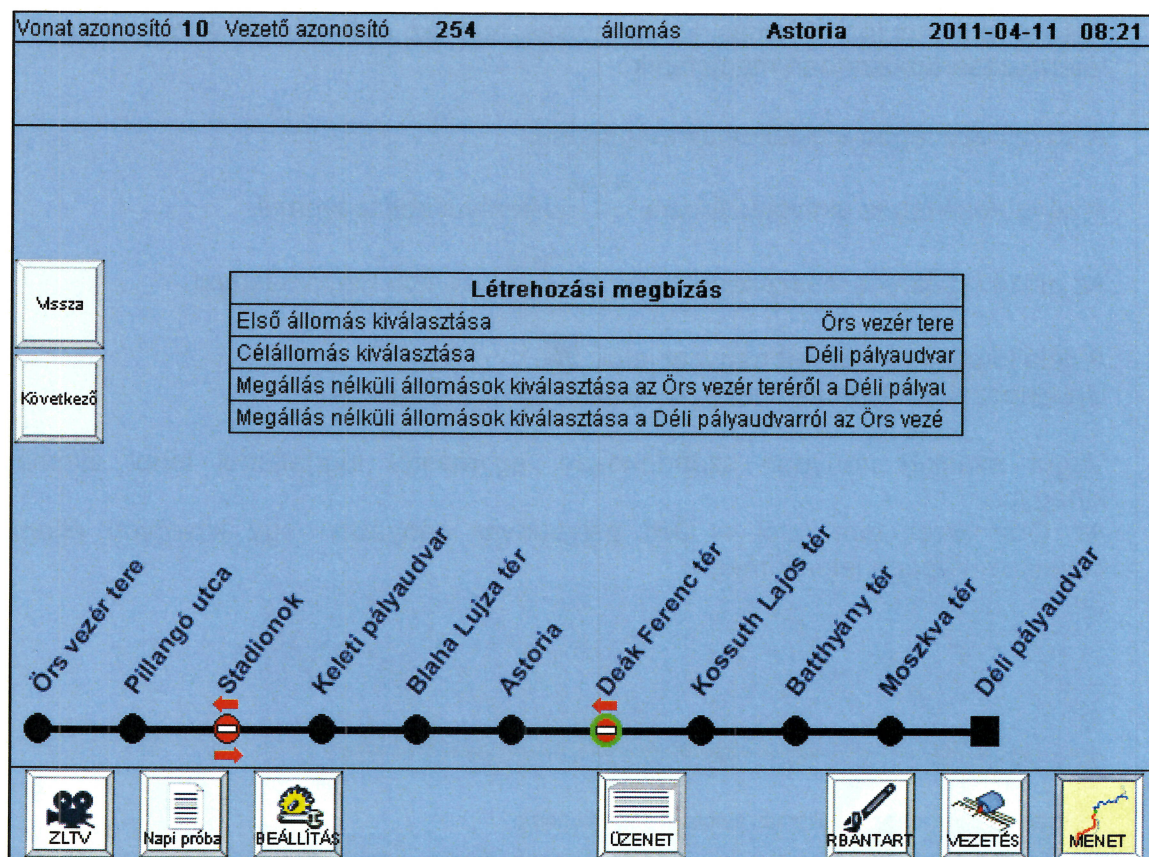 Vonat azonosító 10 Vezető azonosító 254 állomás Astoria 2011-04-11 08:21
Vissza
Következő
Létrehozási megbízás
Első állomás kiválasztása Örs vezér tere
Célállomás kiválasztása Déli pályaudvar
Megállás nélküli állomások kiválasztása az Örs vezér teréről a Déli pályau
Megállás nélküli állomások kiválasztása a Déli pályaudvarról az Örs vezé
Örs vezér tere
Pillangó utca
Stadionok
Keleti pályaudvar
Blaha Lujza tér
Astoria
Deák Ferenc tér
Kossuth Lajos tér
Batthyány tér
Moszkva tér
Déli pályaudvar
ZLTV
Napi próba
BEÁLLÍTÁS
ÜZENET
RBANTART
VEZETÉS
MENET